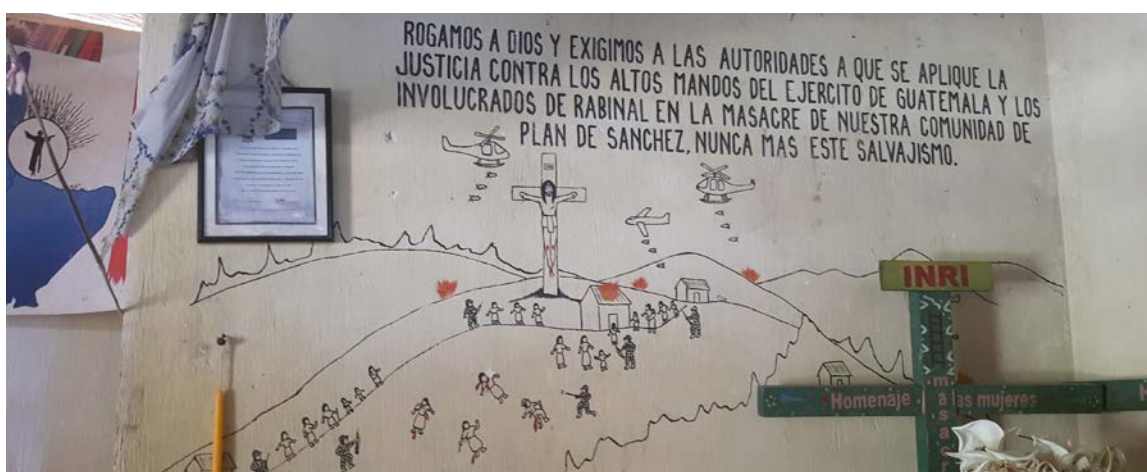 ROGAMOS A DIOS Y EXIGIMOS A LAS AUTORIDADES A QUE SE APLIQUE LA
JUSTICIA CONTRA LOS ALTOS MANDOS DEL EJERCITO DE GUATEMALA Y LOS
INVOLUCRADOS DE RABINAL EN LA MASACRE DE NUESTRA COMUNIDAD DE
PLAN DE SANCHEZ, NUNCA MAS ESTE SALVAJISMO.
INRI
Homenaje as mujeres
masacr